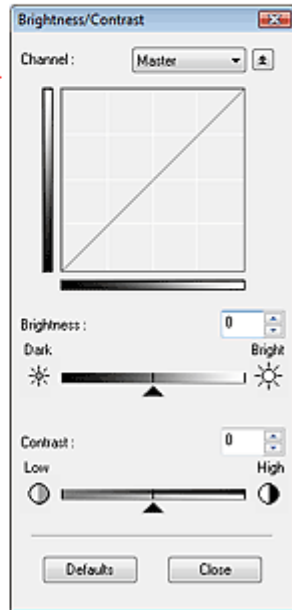 Brightness/Contrast
Channel : Master
Brightness : 0
Dark Bright
Contrast : 0
Low High
Defaults Close